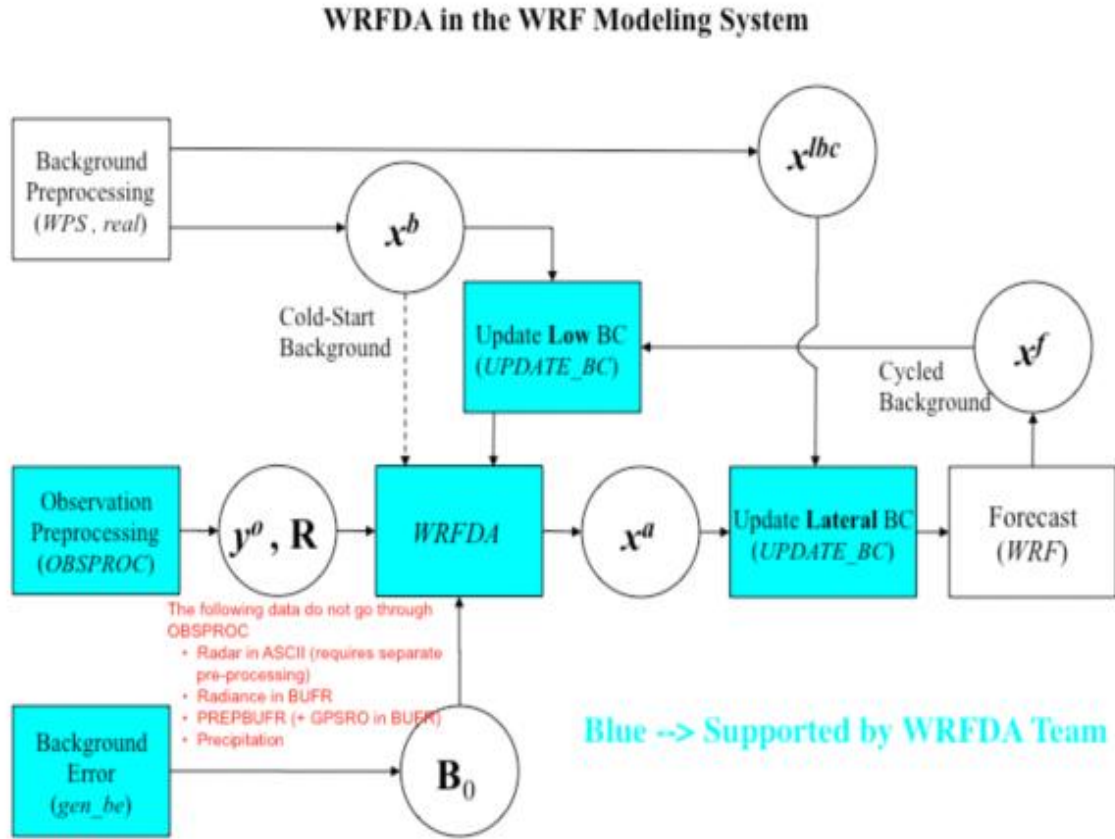 WRFDA in the WRF Modeling System
Background
Preprocessing
(WPS , real)
x^b
x^lbc
Cold-Start
Background
Update Low BC
(UPDATE_BC)
x^f
Cycled
Background
Observation
Preprocessing
(OBSPROC)
y^o , R
WRFDA
x^a
Update Lateral BC
(UPDATE_BC)
Forecast
(WRF)
The following data do not go through
OBSPROC
• Radar in ASCII (requires separate
pre-processing)
• Radiance in BUFR
• PREPBUFR (+ GPSRO in BUFR)
• Precipitation
Background
Error
(gen_be)
B₀
Blue --> Supported by WRFDA Team